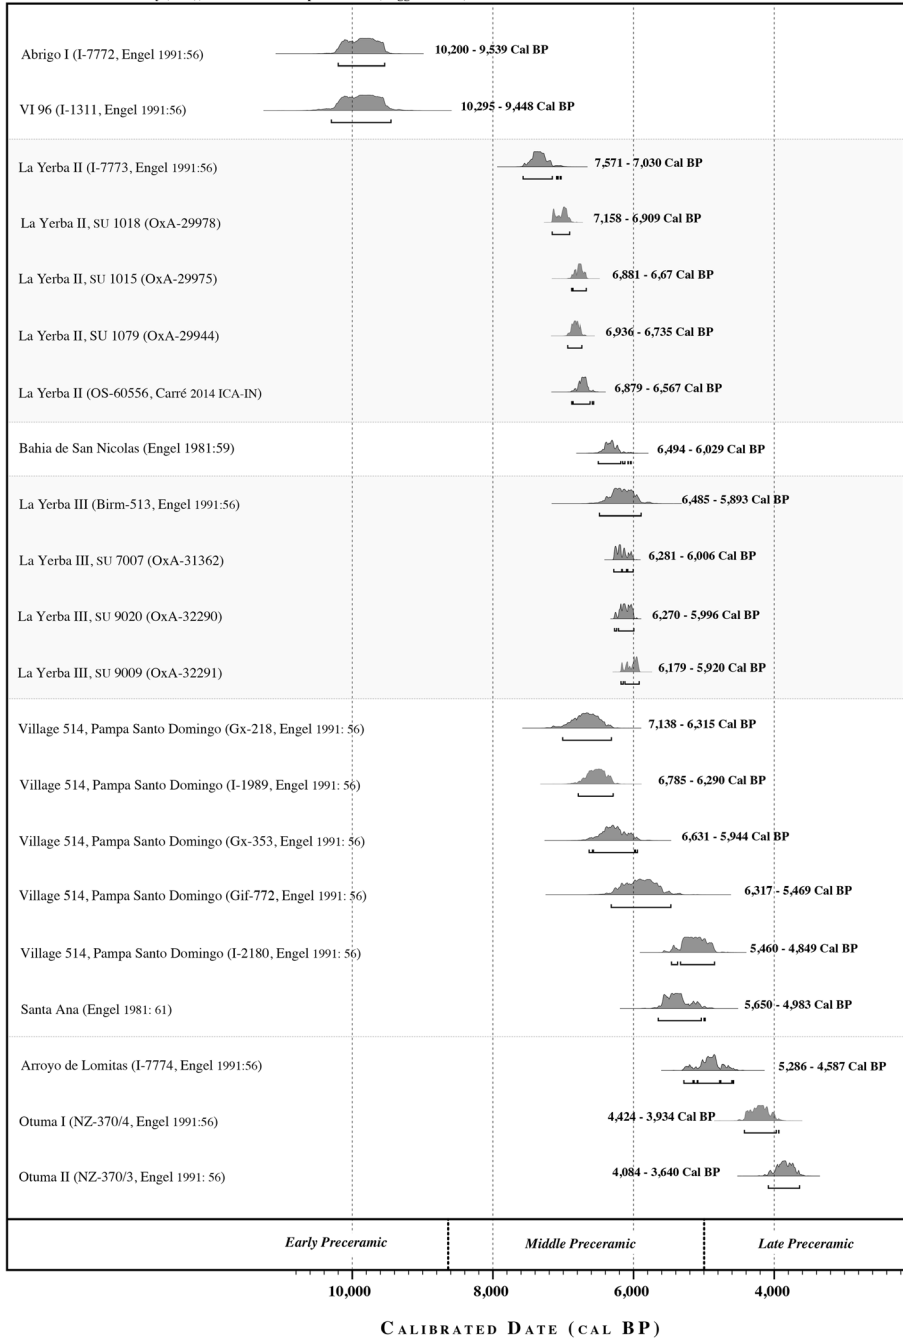 Abrigo I (I-7772, Engel 1991:56) 10,200 - 9,539 Cal BP
VI 96 (I-1311, Engel 1991:56) 10,295 - 9,448 Cal BP
La Yerba II (I-7773, Engel 1991:56) 7,571 - 7,030 Cal BP
La Yerba II, SU 1018 (OxA-29978) 7,158 - 6,909 Cal BP
La Yerba II, SU 1015 (OxA-29975) 6,881 - 6,67 Cal BP
La Yerba II, SU 1079 (OxA-29944) 6,936 - 6,735 Cal BP
La Yerba II (OS-60556, Carré 2014 ICA-IN) 6,879 - 6,567 Cal BP
Bahia de San Nicolas (Engel 1981:59) 6,494 - 6,029 Cal BP
La Yerba III (Birm-513, Engel 1991:56) 6,485 - 5,893 Cal BP
La Yerba III, SU 7007 (OxA-31362) 6,281 - 6,006 Cal BP
La Yerba III, SU 9020 (OxA-32290) 6,270 - 5,996 Cal BP
La Yerba III, SU 9009 (OxA-32291) 6,179 - 5,920 Cal BP
Village 514, Pampa Santo Domingo (Gx-218, Engel 1991: 56) 7,138 - 6,315 Cal BP
Village 514, Pampa Santo Domingo (I-1989, Engel 1991: 56) 6,785 - 6,290 Cal BP
Village 514, Pampa Santo Domingo (Gx-353, Engel 1991: 56) 6,631 - 5,944 Cal BP
Village 514, Pampa Santo Domingo (Gif-772, Engel 1991: 56) 6,317 - 5,469 Cal BP
Village 514, Pampa Santo Domingo (I-2180, Engel 1991: 56) 5,460 - 4,849 Cal BP
Santa Ana (Engel 1981: 61) 5,650 - 4,983 Cal BP
Arroyo de Lomitas (I-7774, Engel 1991:56) 5,286 - 4,587 Cal BP
Otuma I (NZ-370/4, Engel 1991:56) 4,424 - 3,934 Cal BP
Otuma II (NZ-370/3, Engel 1991: 56) 4,084 - 3,640 Cal BP
Early Preceramic Middle Preceramic Late Preceramic
10,000 8,000 6,000 4,000
CALIBRATED DATE (CAL BP)